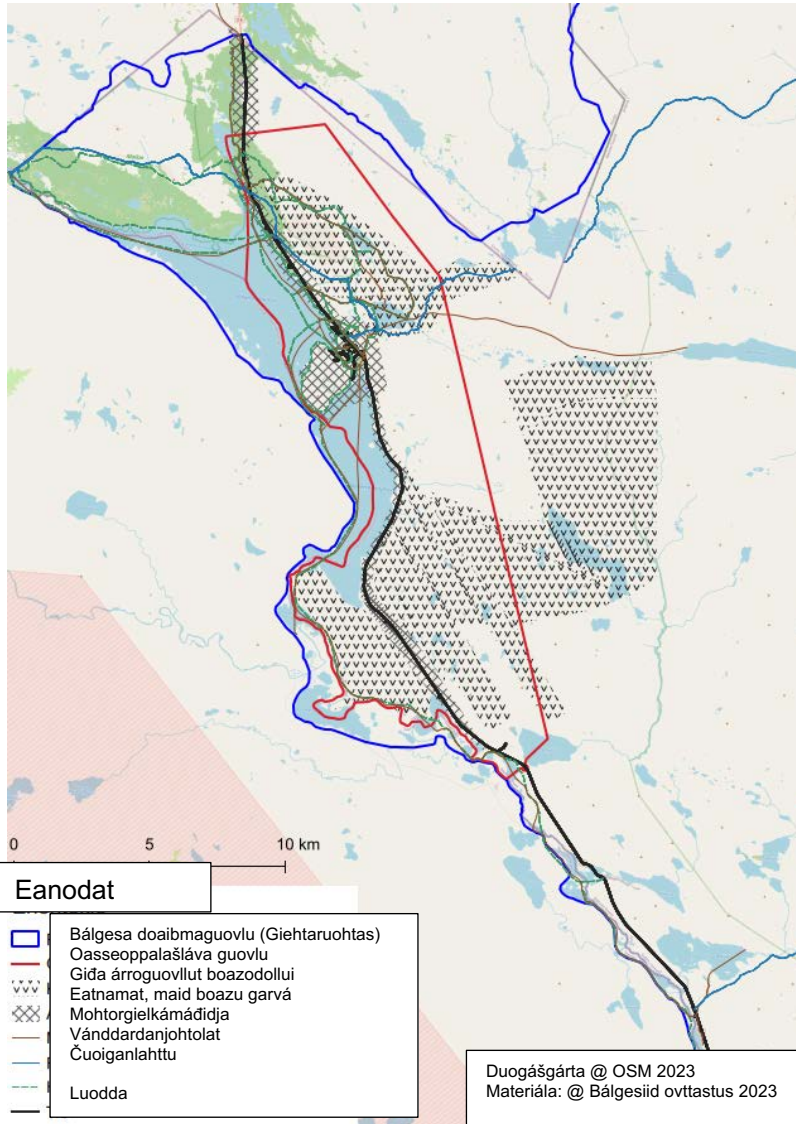 0 5 10 km
Eanodat
Bálgesa doaibmaguovlu (Giehtaruohtas)
Oasseoppalašláva guovlu
Giđa árroguovllut boazodollui
Eatnamat, maid boazu garvá
Mohtorgielkámáđidja
Vánddardanjohtolat
Čuoiganlahttu
Luodda
Duogášgárta @ OSM 2023
Materiála: @ Bálgesiid ovttastus 2023